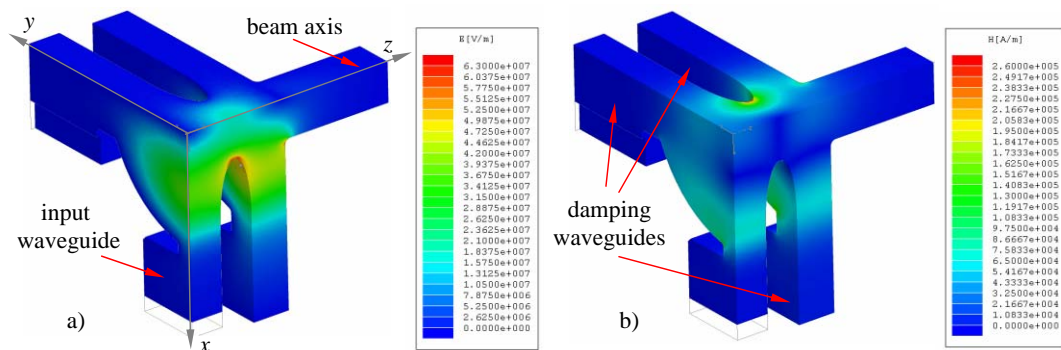 y
beam axis
z
input
waveguide
a)
x
E[V/m]
6.3000e+007
6.0375e+007
5.7750e+007
5.5125e+007
5.2500e+007
4.9875e+007
4.7250e+007
4.4625e+007
4.2000e+007
3.9375e+007
3.6750e+007
3.4125e+007
3.1500e+007
2.8875e+007
2.6250e+007
2.3625e+007
2.1000e+007
1.8375e+007
1.5750e+007
1.3125e+007
1.0500e+007
7.8750e+006
5.2500e+006
2.6250e+006
0.0000e+000
damping
waveguides
b)
H[A/m]
2.6000e+005
2.4917e+005
2.3833e+005
2.2750e+005
2.1667e+005
2.0583e+005
1.9500e+005
1.8417e+005
1.7333e+005
1.6250e+005
1.5167e+005
1.4083e+005
1.3000e+005
1.1917e+005
1.0833e+005
9.7500e+004
8.6667e+004
7.5833e+004
6.5000e+004
5.4167e+004
4.3333e+004
3.2500e+004
2.1667e+004
1.0833e+004
0.0000e+000